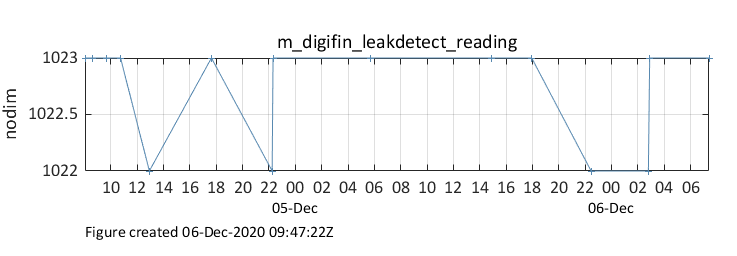 m_digifin_leakdetect_reading
nodim
1023
1022.5
1022
10 12 14 16 18 20 22 00 02 04 06 08 10 12 14 16 18 20 22 00 02 04 06
05-Dec 06-Dec
Figure created 06-Dec-2020 09:47:22Z